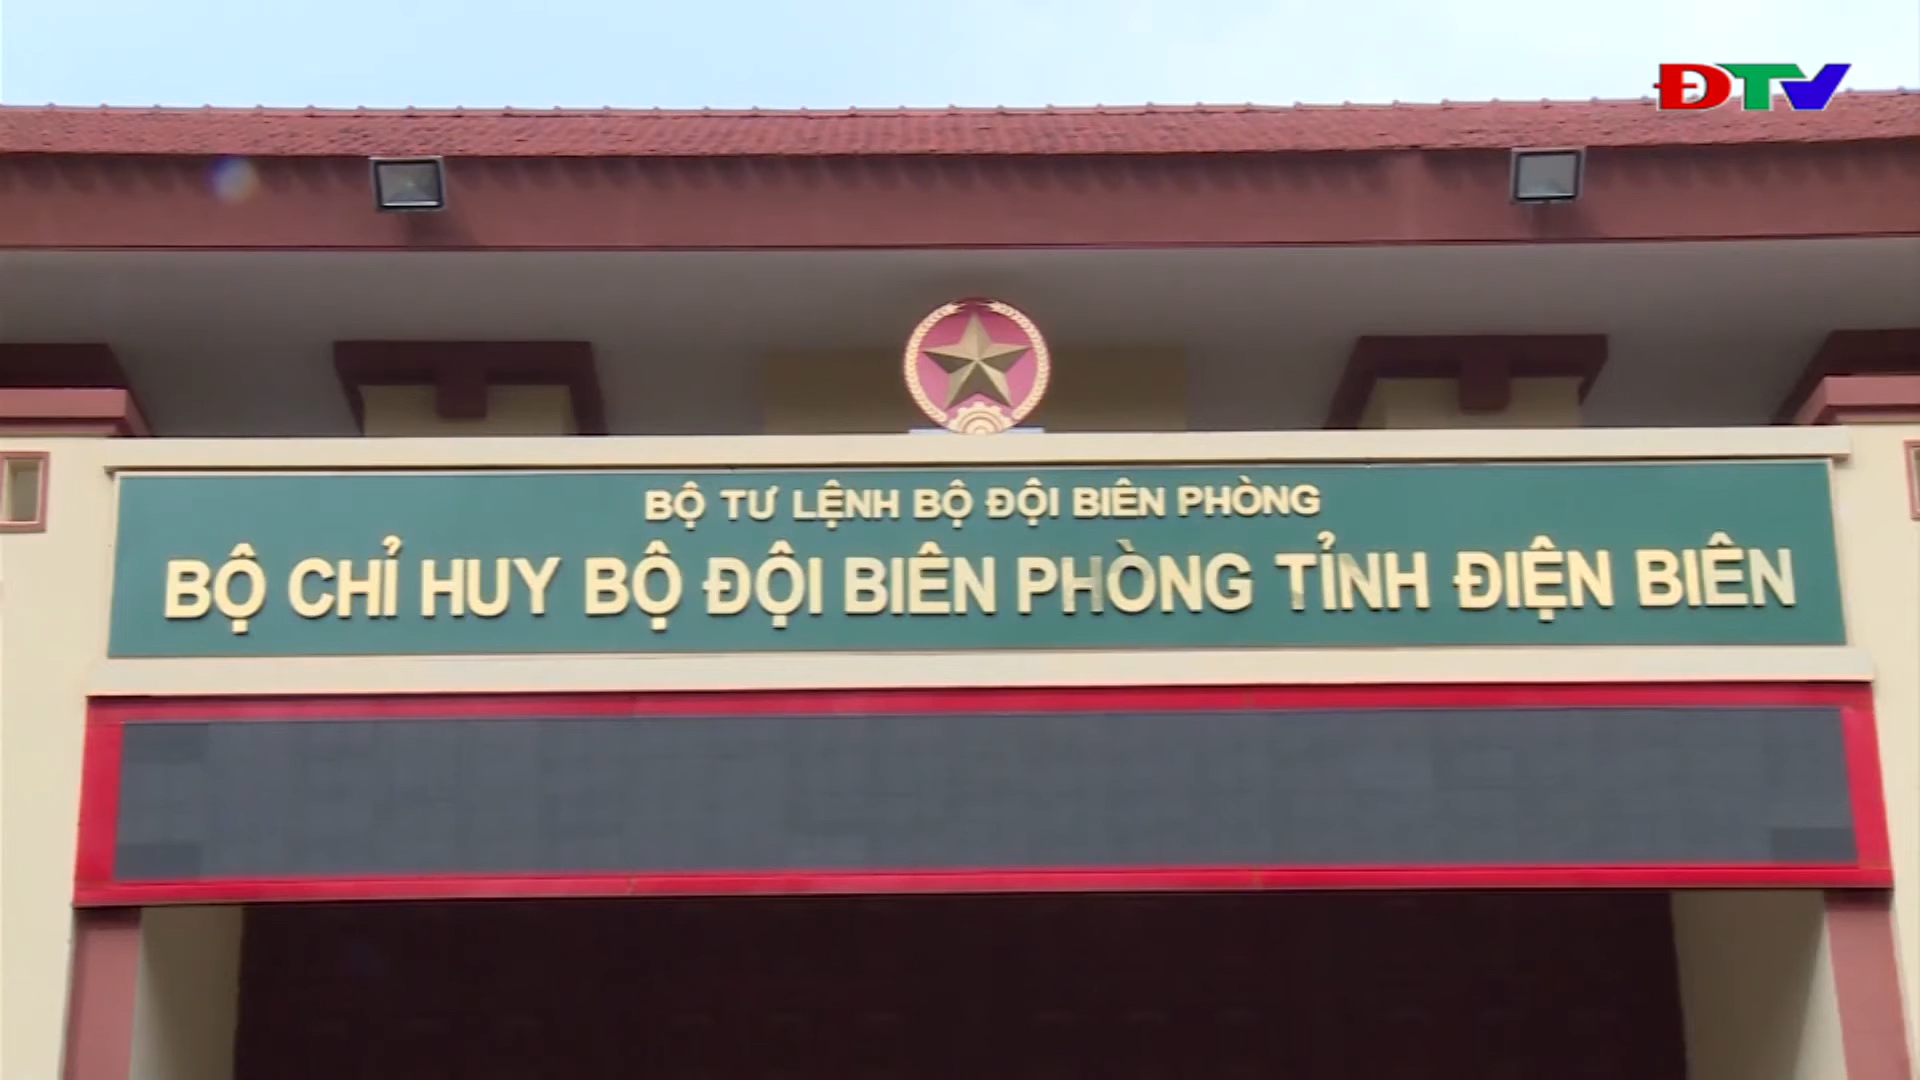 ĐTV
BỘ TƯ LỆNH BỘ ĐỘI BIÊN PHÒNG
BỘ CHỈ HUY BỘ ĐỘI BIÊN PHÒNG TỈNH ĐIỆN BIÊN